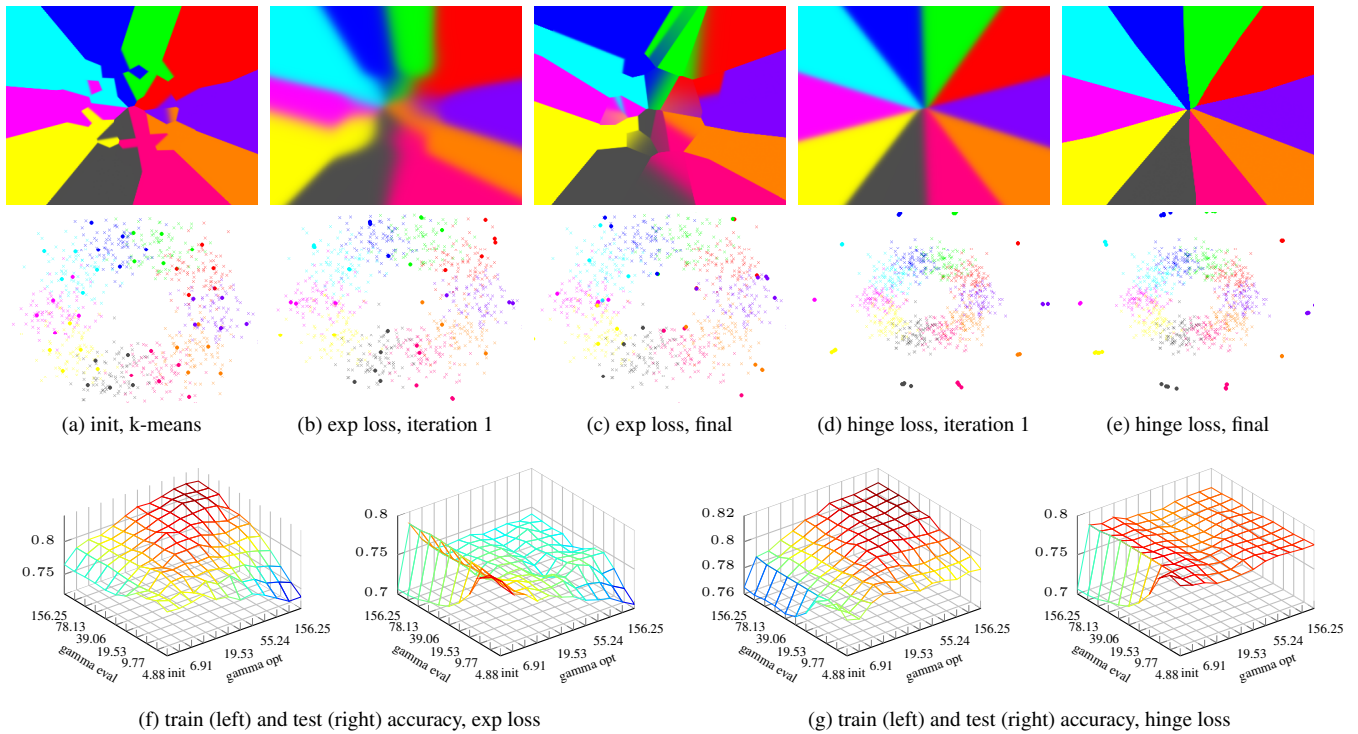 (a) init, k-means
(b) exp loss, iteration 1
(c) exp loss, final
(d) hinge loss, iteration 1
(e) hinge loss, final
0.8
0.75
156.25
78.13
39.06
19.53
9.77
4.88
gamma eval
init
6.91
19.53
55.24
156.25
gamma opt
0.8
0.75
0.7
156.25
78.13
39.06
19.53
9.77
4.88
gamma eval
init
6.91
19.53
55.24
156.25
gamma opt
0.82
0.8
0.78
0.76
156.25
78.13
39.06
19.53
9.77
4.88
gamma eval
init
6.91
19.53
55.24
156.25
gamma opt
0.8
0.75
0.7
156.25
78.13
39.06
19.53
9.77
4.88
gamma eval
init
6.91
19.53
55.24
156.25
gamma opt
(f) train (left) and test (right) accuracy, exp loss
(g) train (left) and test (right) accuracy, hinge loss